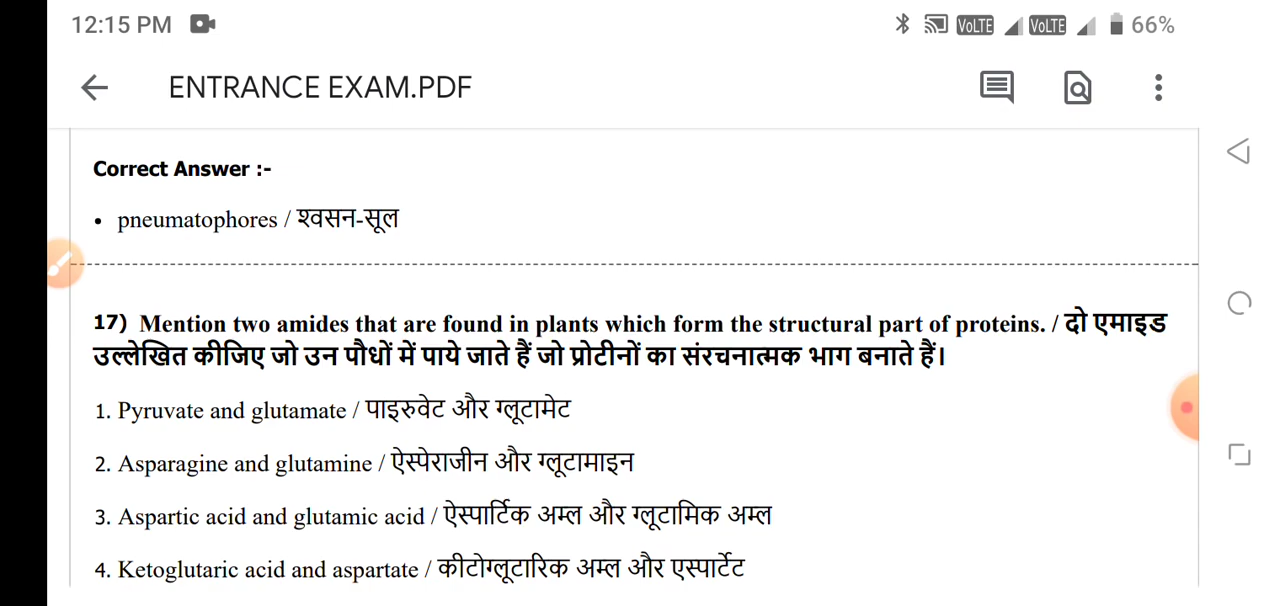 12:15 PM
VoLTE VoLTE 66%
ENTRANCE EXAM.PDF
Correct Answer :-
• pneumatophores / श्वसन-सूल
17) Mention two amides that are found in plants which form the structural part of proteins. / दो एमाइड
उल्लेखित कीजिए जो उन पौधों में पाये जाते हैं जो प्रोटीनों का संरचनात्मक भाग बनाते हैं।
1. Pyruvate and glutamate / पाइरुवेट और ग्लूटामेट
2. Asparagine and glutamine / ऐस्पेराजीन और ग्लूटामाइन
3. Aspartic acid and glutamic acid / ऐस्पार्टिक अम्ल और ग्लूटामिक अम्ल
4. Ketoglutaric acid and aspartate / कीटोग्लूटारिक अम्ल और एस्पार्टेट